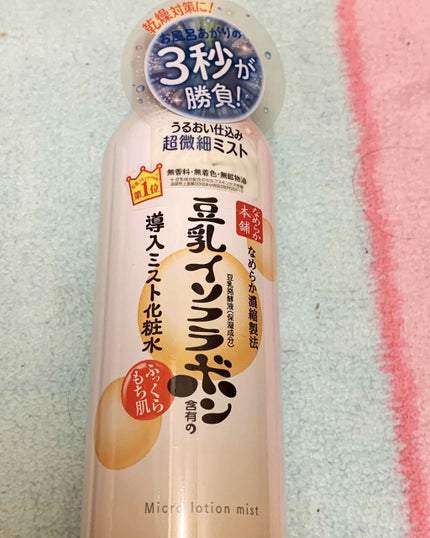 乾燥対策に!
お風呂あがりの
3秒が
勝負!
うるおい仕込み
超微細ミスト
無香料・無着色・無鉱物油
第1位
なめらか
本舗
なめらか濃縮製法
豆乳発酵液(保湿成分)
豆乳イソフラボン
含有の
導入ミスト化粧水
ふっくら
もち肌
Micro lotion mist